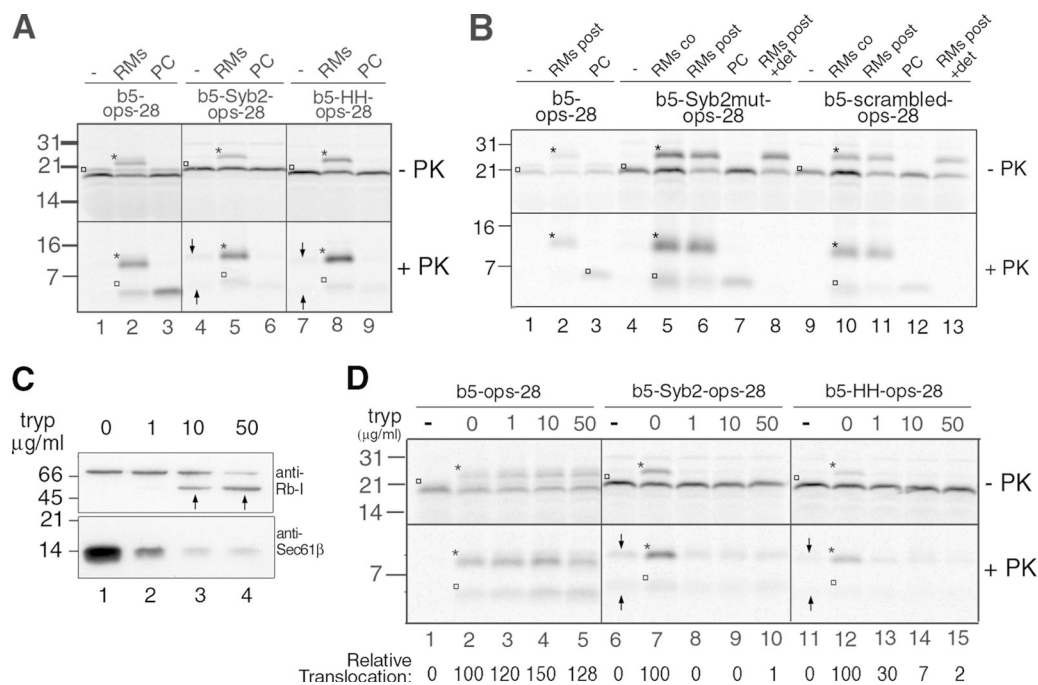 A
- RMs PC - RMs PC - RMs PC
b5-ops-28 b5-Syb2-ops-28 b5-HH-ops-28
31
21
14
- PK
*
*
*
16
7
+ PK
*
*
*
1 2 3 4 5 6 7 8 9
B
- RMs post PC - RMs co RMs post PC RMs post +det - RMs co RMs post PC RMs post +det
b5-ops-28 b5-Syb2mut-ops-28 b5-scrambled-ops-28
31
21
- PK
*
*
*
16
7
+ PK
*
*
*
1 2 3 4 5 6 7 8 9 10 11 12 13
C
tryp μg/ml 0 1 10 50
66
45
anti-Rb-I
21
14
anti-Sec61β
1 2 3 4
D
b5-ops-28 b5-Syb2-ops-28 b5-HH-ops-28
tryp (μg/ml) - 0 1 10 50 - 0 1 10 50 - 0 1 10 50
31
21
14
- PK
*
*
*
7
+ PK
*
*
*
1 2 3 4 5 6 7 8 9 10 11 12 13 14 15
Relative Translocation: 0 100 120 150 128 0 100 0 0 1 0 100 30 7 2